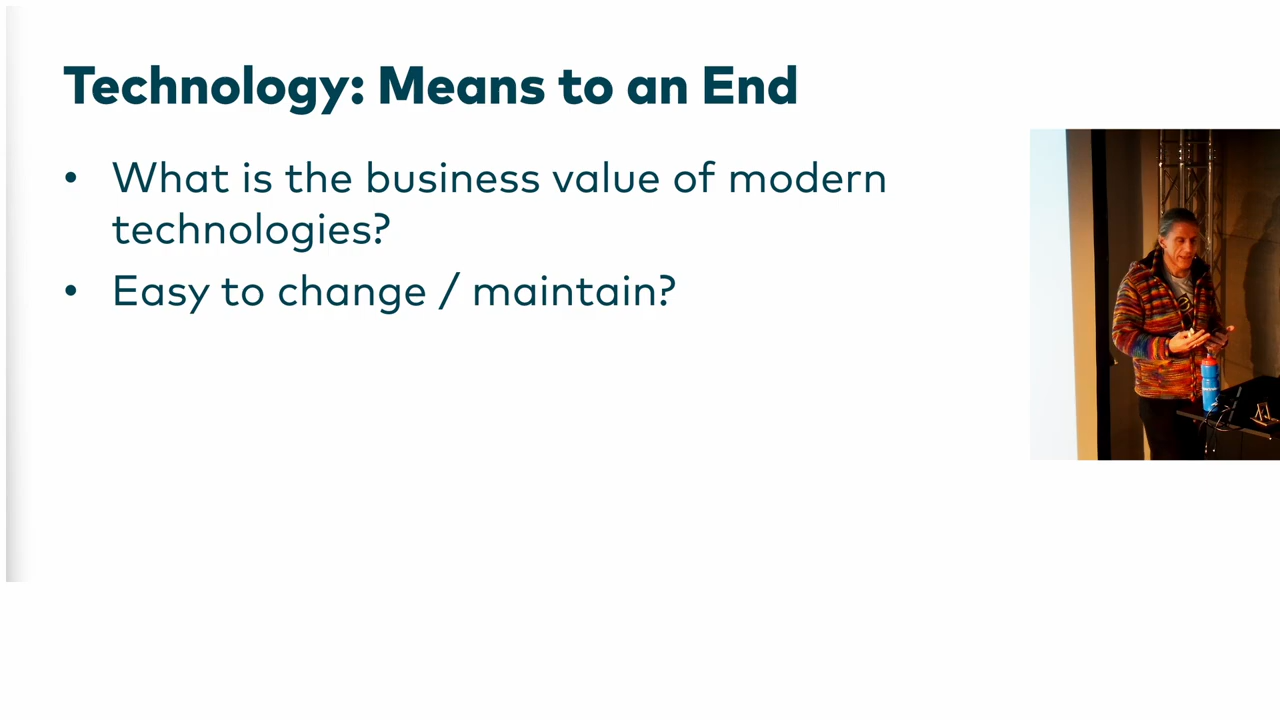 Technology: Means to an End
• What is the business value of modern
technologies?
• Easy to change / maintain?